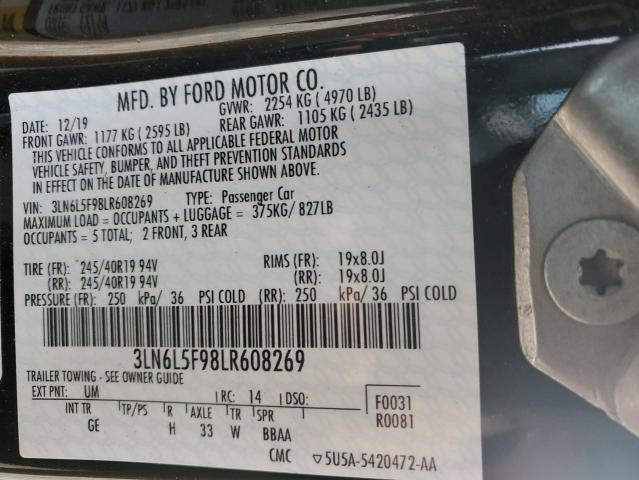 MFD. BY FORD MOTOR CO.
DATE: 12/19 GVWR: 2254 KG ( 4970 LB)
FRONT GAWR: 1177 KG ( 2595 LB) REAR GAWR: 1105 KG ( 2435 LB)
THIS VEHICLE CONFORMS TO ALL APPLICABLE FEDERAL MOTOR
VEHICLE SAFETY, BUMPER, AND THEFT PREVENTION STANDARDS
IN EFFECT ON THE DATE OF MANUFACTURE SHOWN ABOVE.
VIN: 3LN6L5F98LR608269 TYPE: Passenger Car
MAXIMUM LOAD = OCCUPANTS + LUGGAGE = 375KG/ 827LB
OCCUPANTS = 5 TOTAL; 2 FRONT, 3 REAR
TIRE (FR): 245/40R19 94V RIMS (FR): 19x8.0J
(RR): 245/40R19 94V (RR): 19x8.0J
PRESSURE (FR): 250 kPa/ 36 PSI COLD (RR): 250 kPa/ 36 PSI COLD
3LN6L5F98LR608269
TRAILER TOWING - SEE OWNER GUIDE
EXT PNT: UM RC: 14 DSO: F0031
INT TR TP/PS R AXLE TR SPR R0081
GE H 33 W BBAA
CMC ▽5U5A-5420472-AA